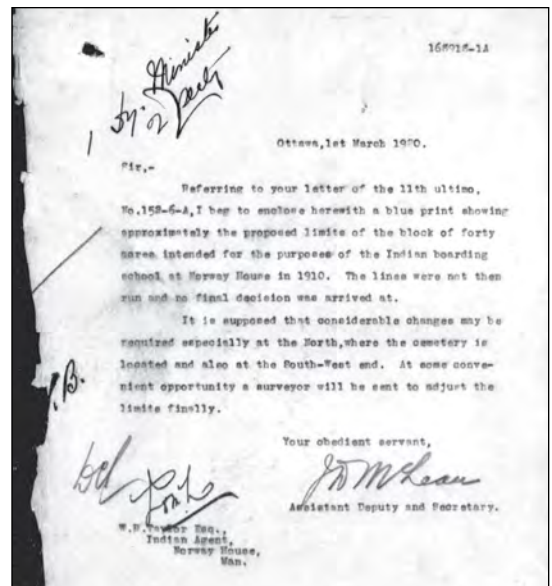 168918-1A
Minister
Ottawa, 1st March 1920.
Sir,-
Referring to your letter of the 11th ultimo,
No.158-6-A, I beg to enclose herewith a blue print showing
approximately the proposed limits of the block of forty
acres intended for the purposes of the Indian boarding
school at Norway House in 1910. The lines were not then
run and no final decision was arrived at.
It is supposed that considerable changes may be
required especially at the North, where the cemetery is
located and also at the South-West end. At some conve-
nient opportunity a surveyor will be sent to adjust the
limits finally.
Your obedient servant,
J D McLean
Assistant Deputy and Secretary.
Esq.,
Indian Agent,
Norway House,
Man.